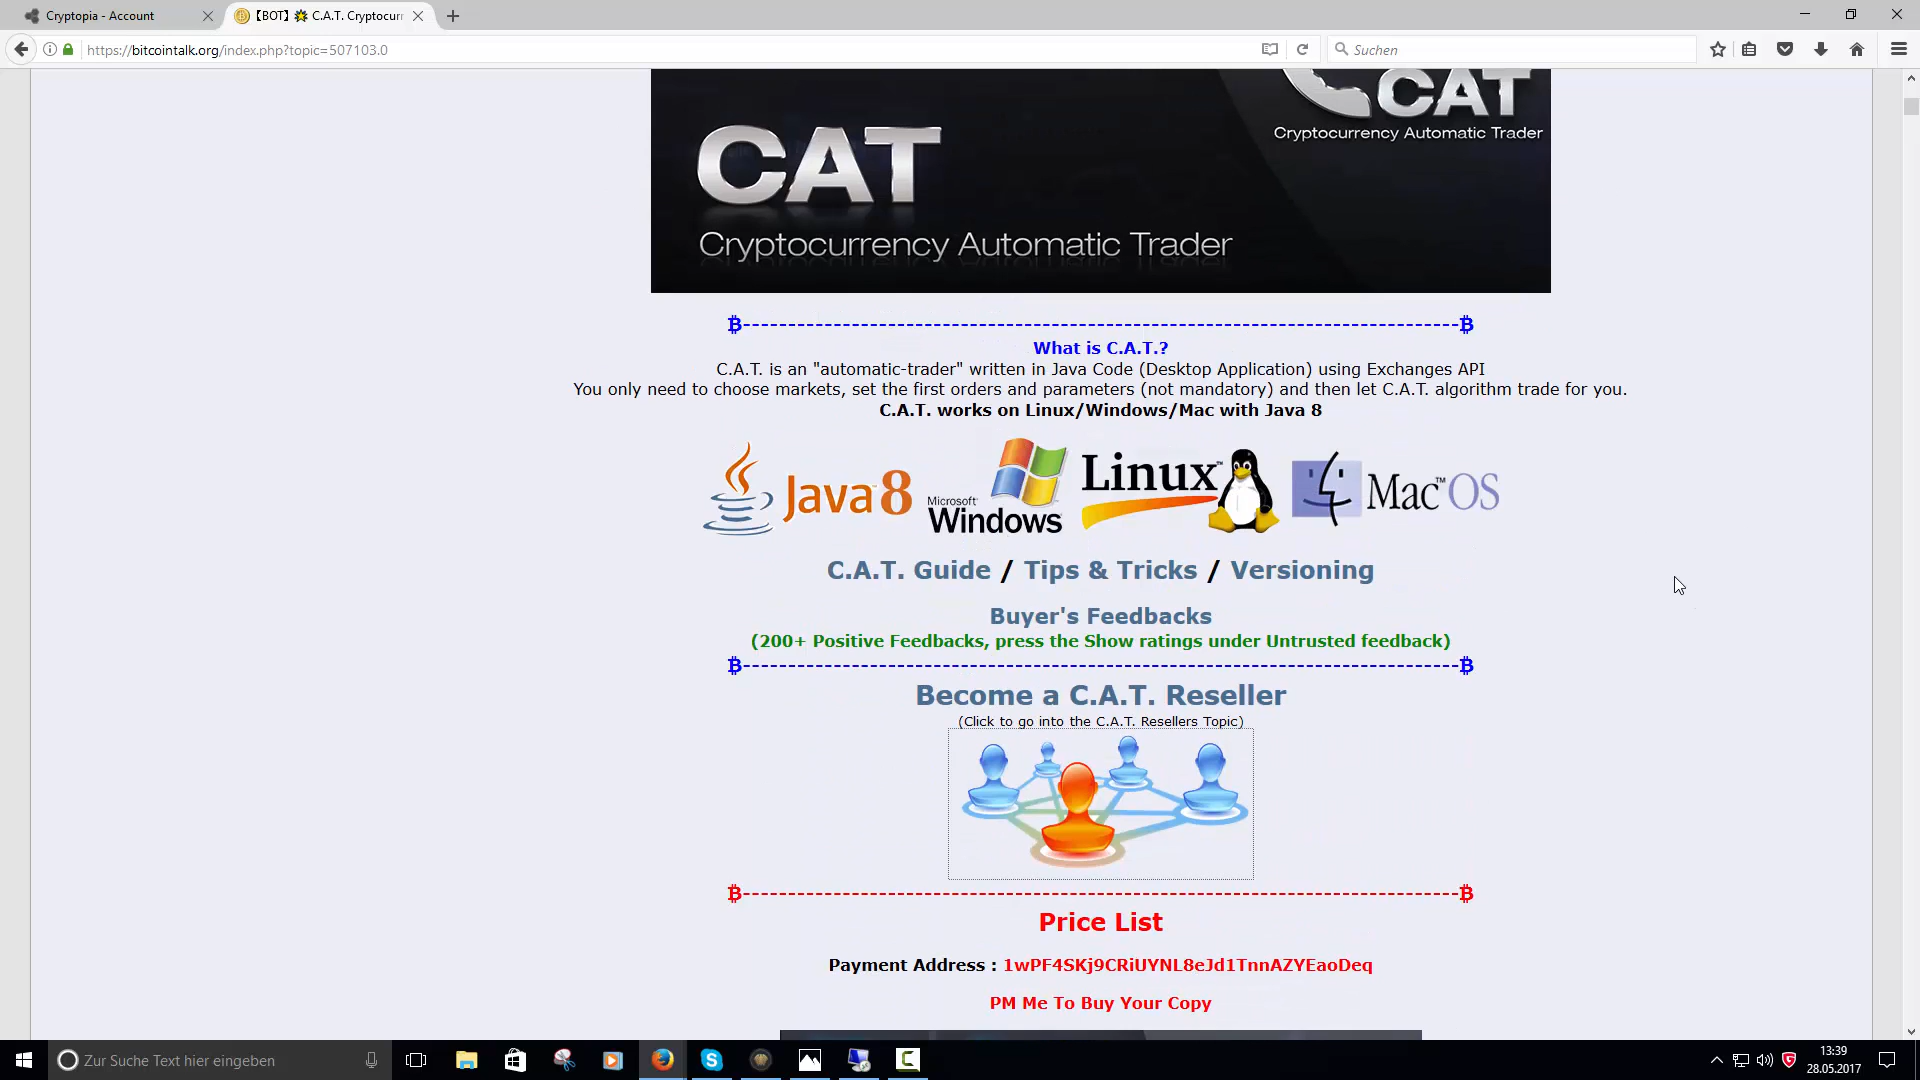 Cryptopia - Account
【BOT】 C.A.T. Cryptocurr
https://bitcointalk.org/index.php?topic=507103.0
Suchen
CAT
Cryptocurrency Automatic Trader
CAT
Cryptocurrency Automatic Trader
฿------------------------------------------------------------------------------฿
What is C.A.T.?
C.A.T. is an "automatic-trader" written in Java Code (Desktop Application) using Exchanges API
You only need to choose markets, set the first orders and parameters (not mandatory) and then let C.A.T. algorithm trade for you.
C.A.T. works on Linux/Windows/Mac with Java 8
Java™ 8
Microsoft®
Windows
Linux™
Mac™OS
C.A.T. Guide / Tips & Tricks / Versioning
Buyer's Feedbacks
(200+ Positive Feedbacks, press the Show ratings under Untrusted feedback)
฿------------------------------------------------------------------------------฿
Become a C.A.T. Reseller
(Click to go into the C.A.T. Resellers Topic)
฿------------------------------------------------------------------------------฿
Price List
Payment Address : 1wPF4SKj9CRiUYNL8eJd1TnnAZYEaoDeq
PM Me To Buy Your Copy
Zur Suche Text hier eingeben
13:39
28.05.2017